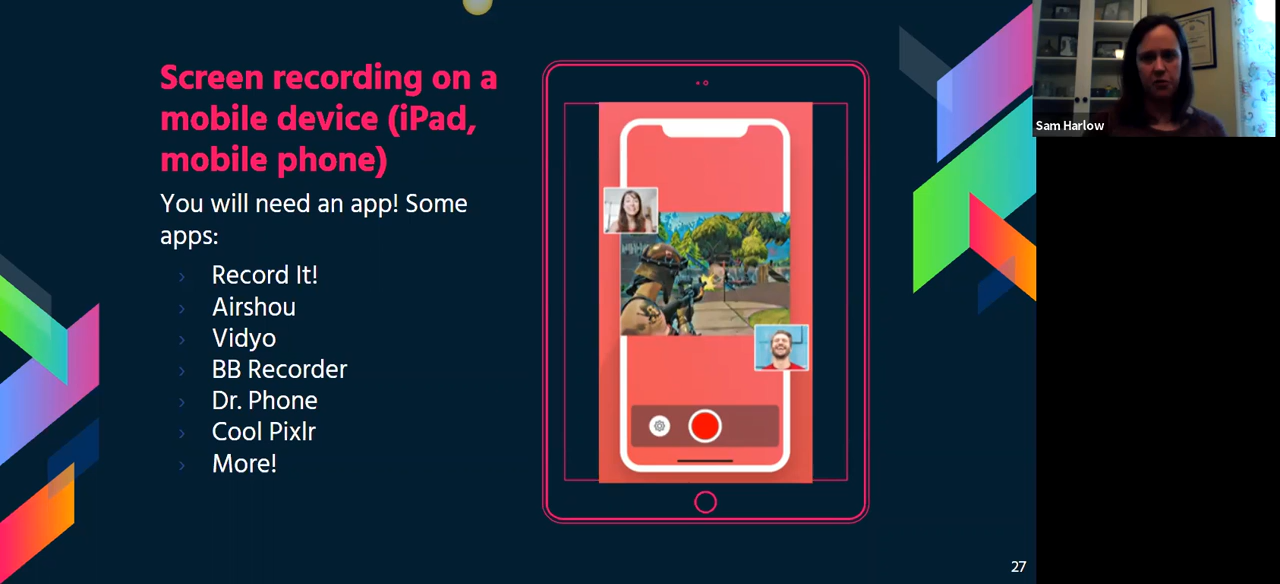 Screen recording on a
mobile device (iPad,
mobile phone)
You will need an app! Some
apps:
Record It!
Airshou
Vidyo
BB Recorder
Dr. Phone
Cool Pixlr
More!
27
Sam Harlow